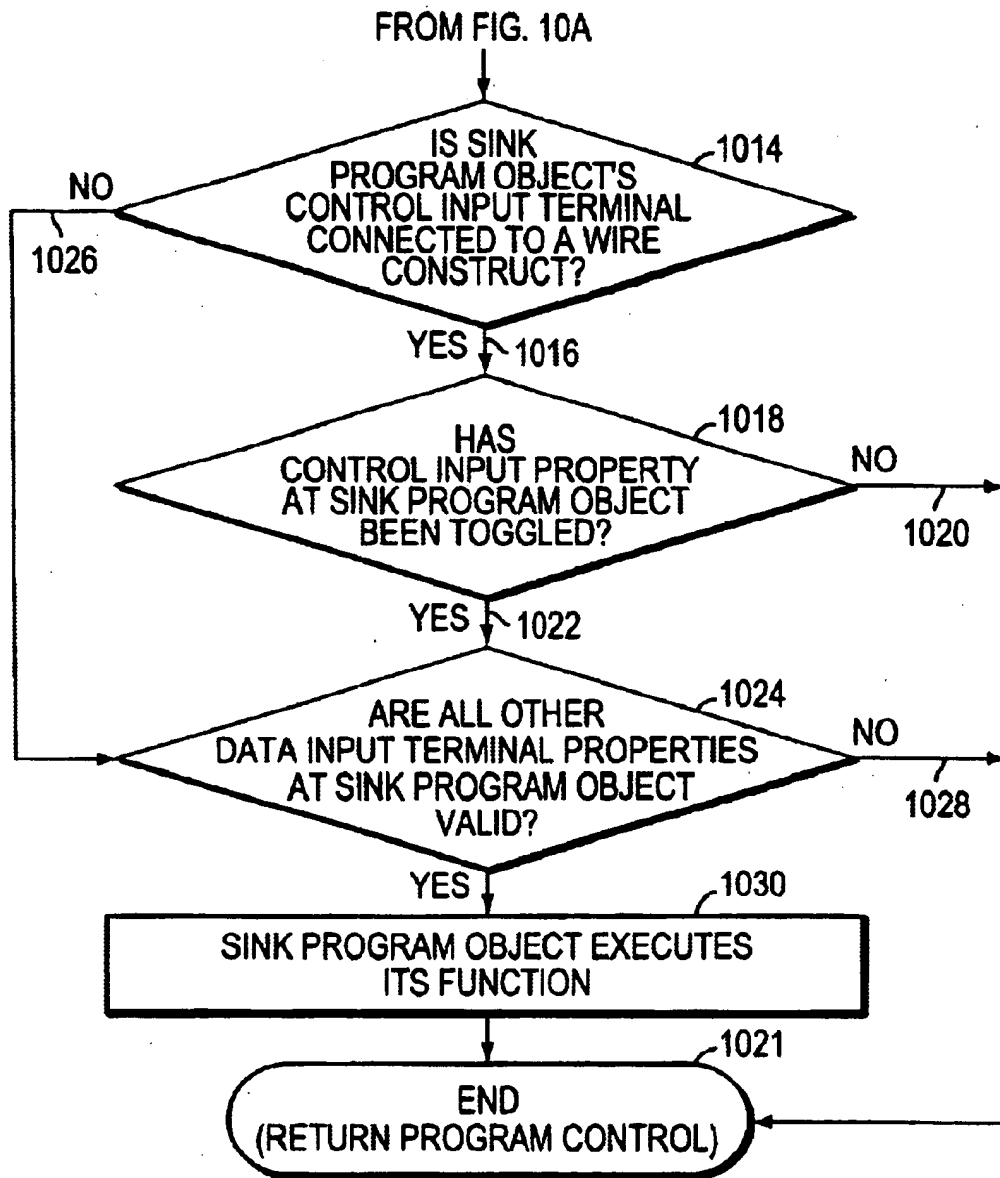 FROM FIG. 10A
IS SINK
PROGRAM OBJECT'S
CONTROL INPUT TERMINAL
CONNECTED TO A WIRE
CONSTRUCT?
1014
NO
1026
YES
1016
HAS
CONTROL INPUT PROPERTY
AT SINK PROGRAM OBJECT
BEEN TOGGLED?
1018
NO
1020
YES
1022
ARE ALL OTHER
DATA INPUT TERMINAL PROPERTIES
AT SINK PROGRAM OBJECT
VALID?
1024
NO
1028
YES
1030
SINK PROGRAM OBJECT EXECUTES
ITS FUNCTION
1021
END
(RETURN PROGRAM CONTROL)